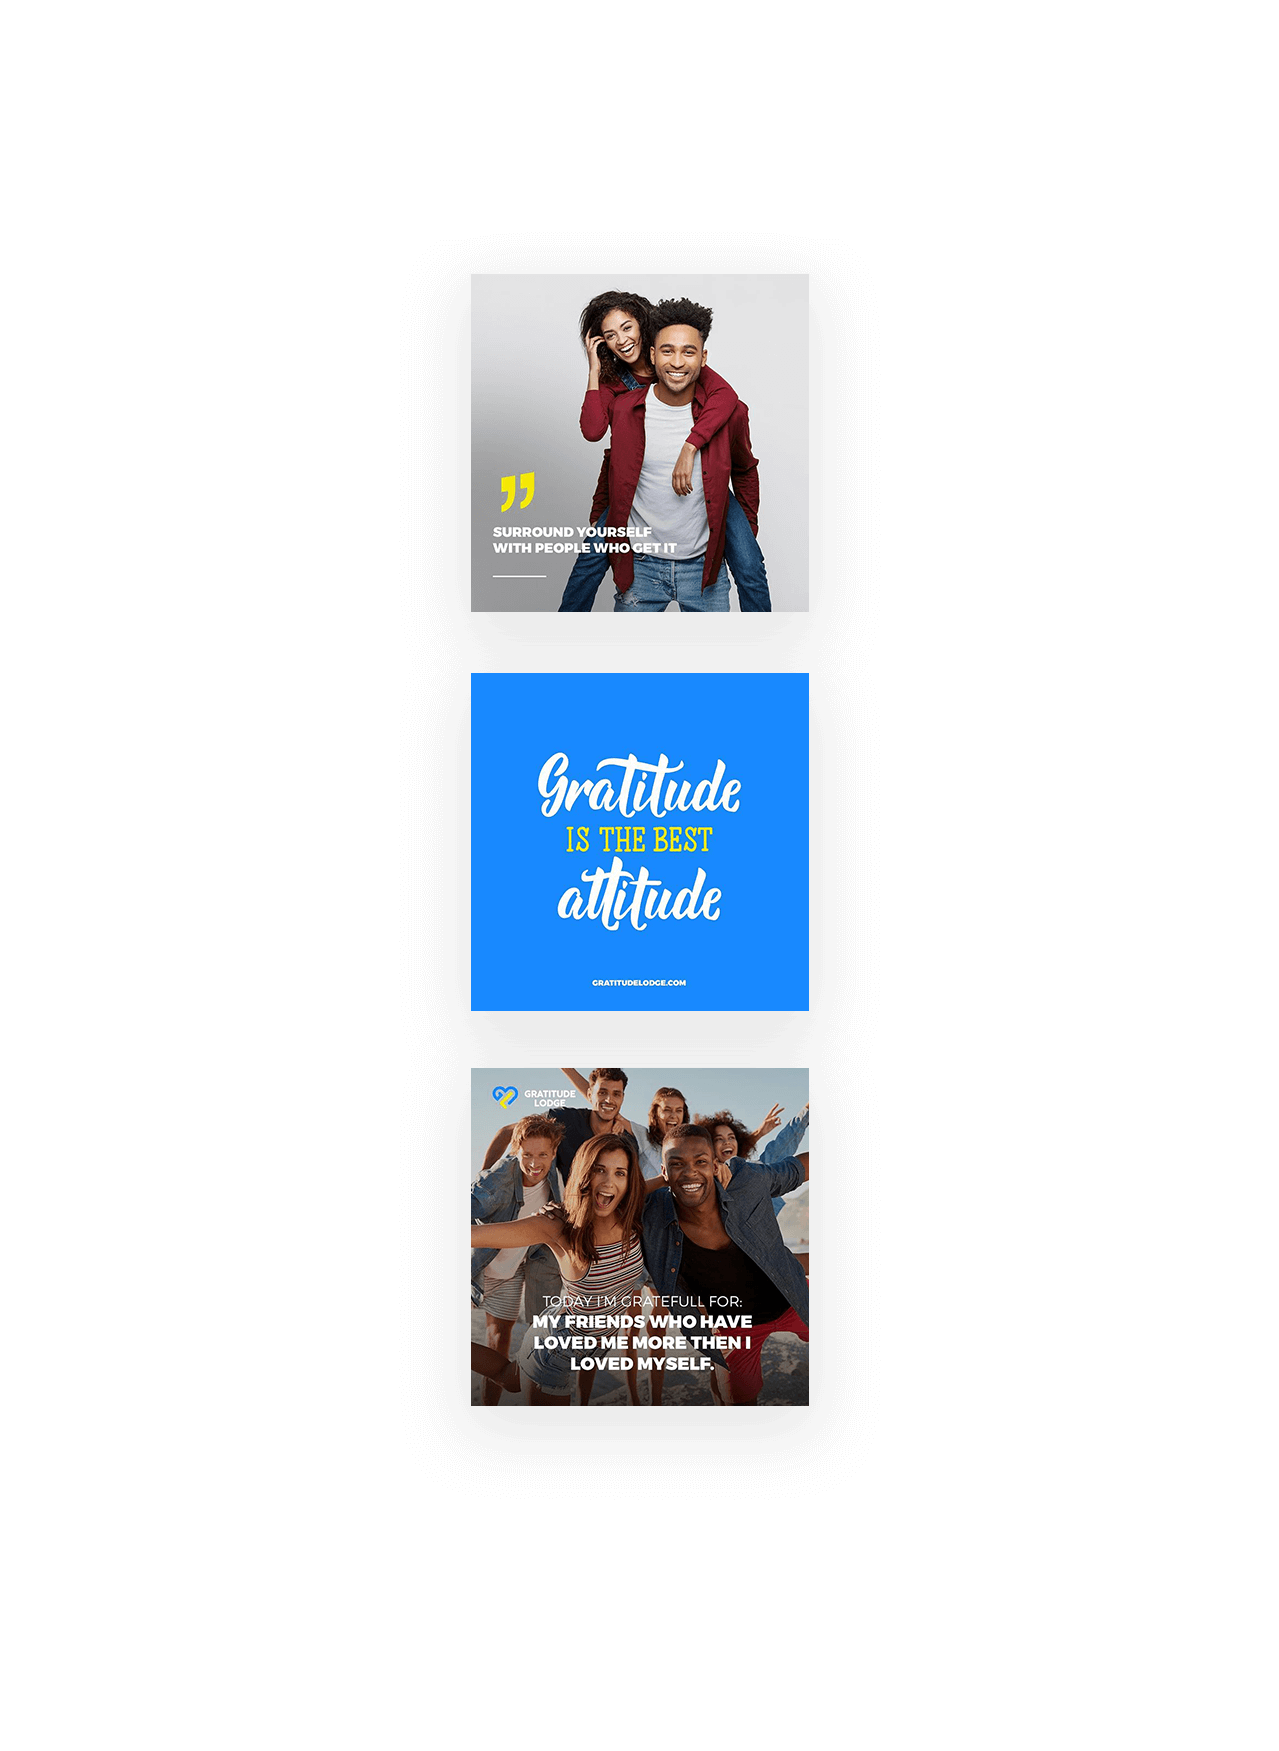 ”
SURROUND YOURSELF
WITH PEOPLE WHO GET IT
Gratitude
IS THE BEST
attitude
GRATITUDELODGE.COM
GRATITUDE
LODGE
TODAY I'M GRATEFULL FOR:
MY FRIENDS WHO HAVE
LOVED ME MORE THEN I
LOVED MYSELF.